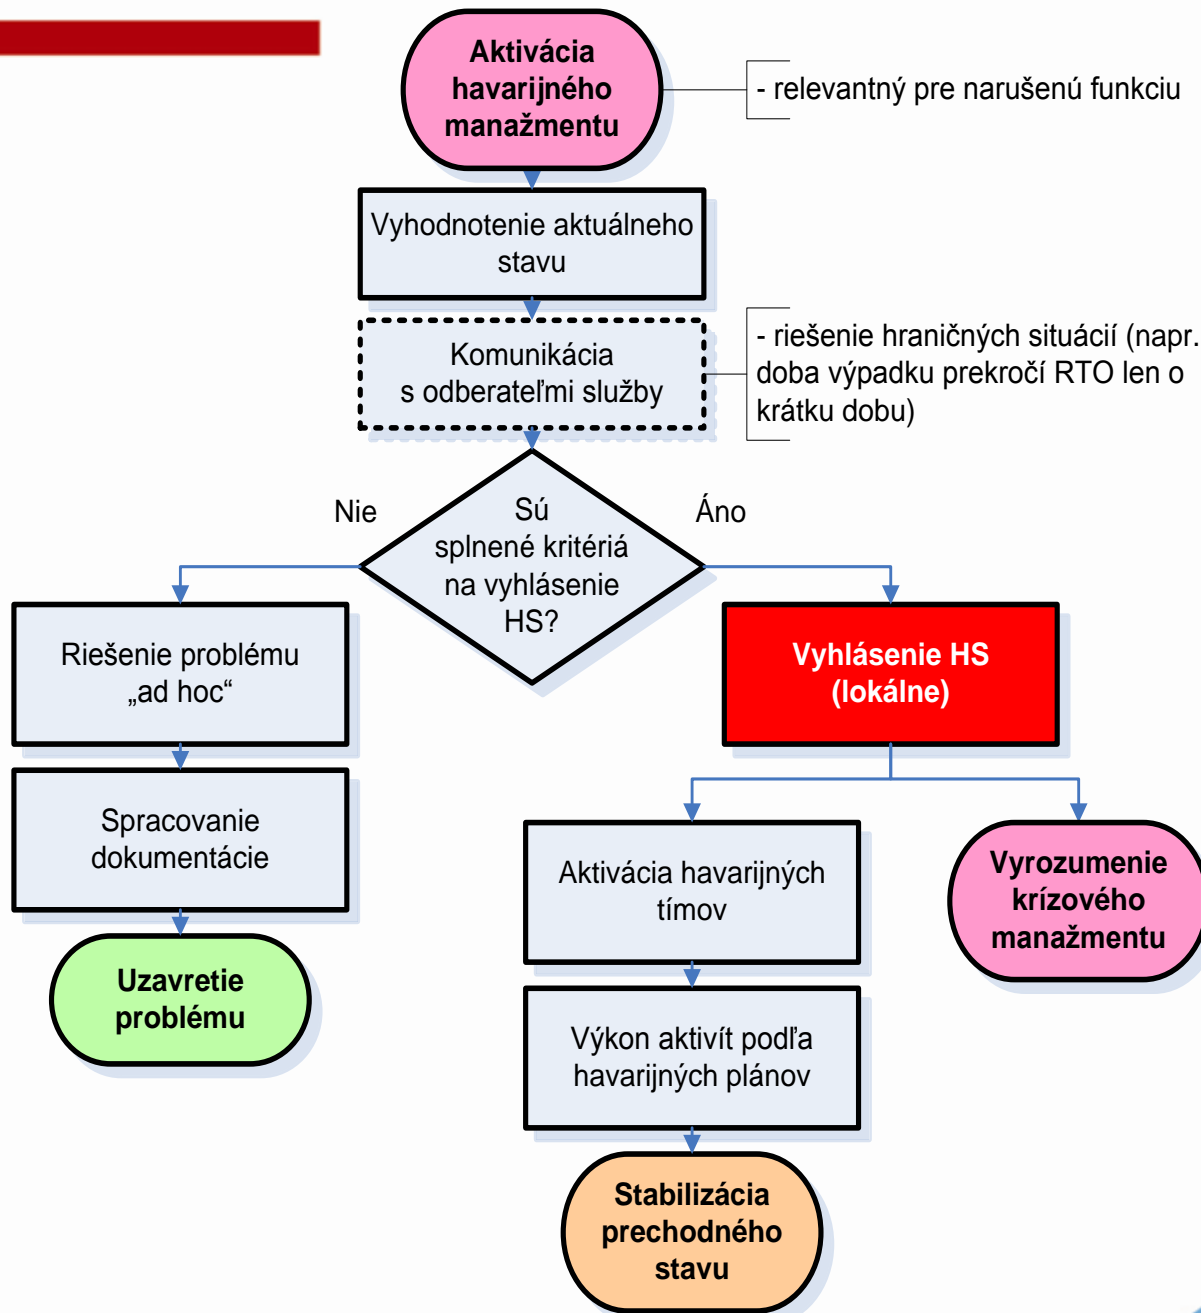 Aktivácia
havarijného
manažmentu
- relevantný pre narušenú funkciu
Vyhodnotenie aktuálneho
stavu
Komunikácia
s odberateľmi služby
- riešenie hraničných situácií (napr.
doba výpadku prekročí RTO len o
krátku dobu)
Nie
Sú
splnené kritériá
na vyhlásenie
HS?
Áno
Riešenie problému
„ad hoc“
Vyhlásenie HS
(lokálne)
Spracovanie
dokumentácie
Aktivácia havarijných
tímov
Vyrozumenie
krízového
manažmentu
Uzavretie
problému
Výkon aktivít podľa
havarijných plánov
Stabilizácia
prechodného
stavu